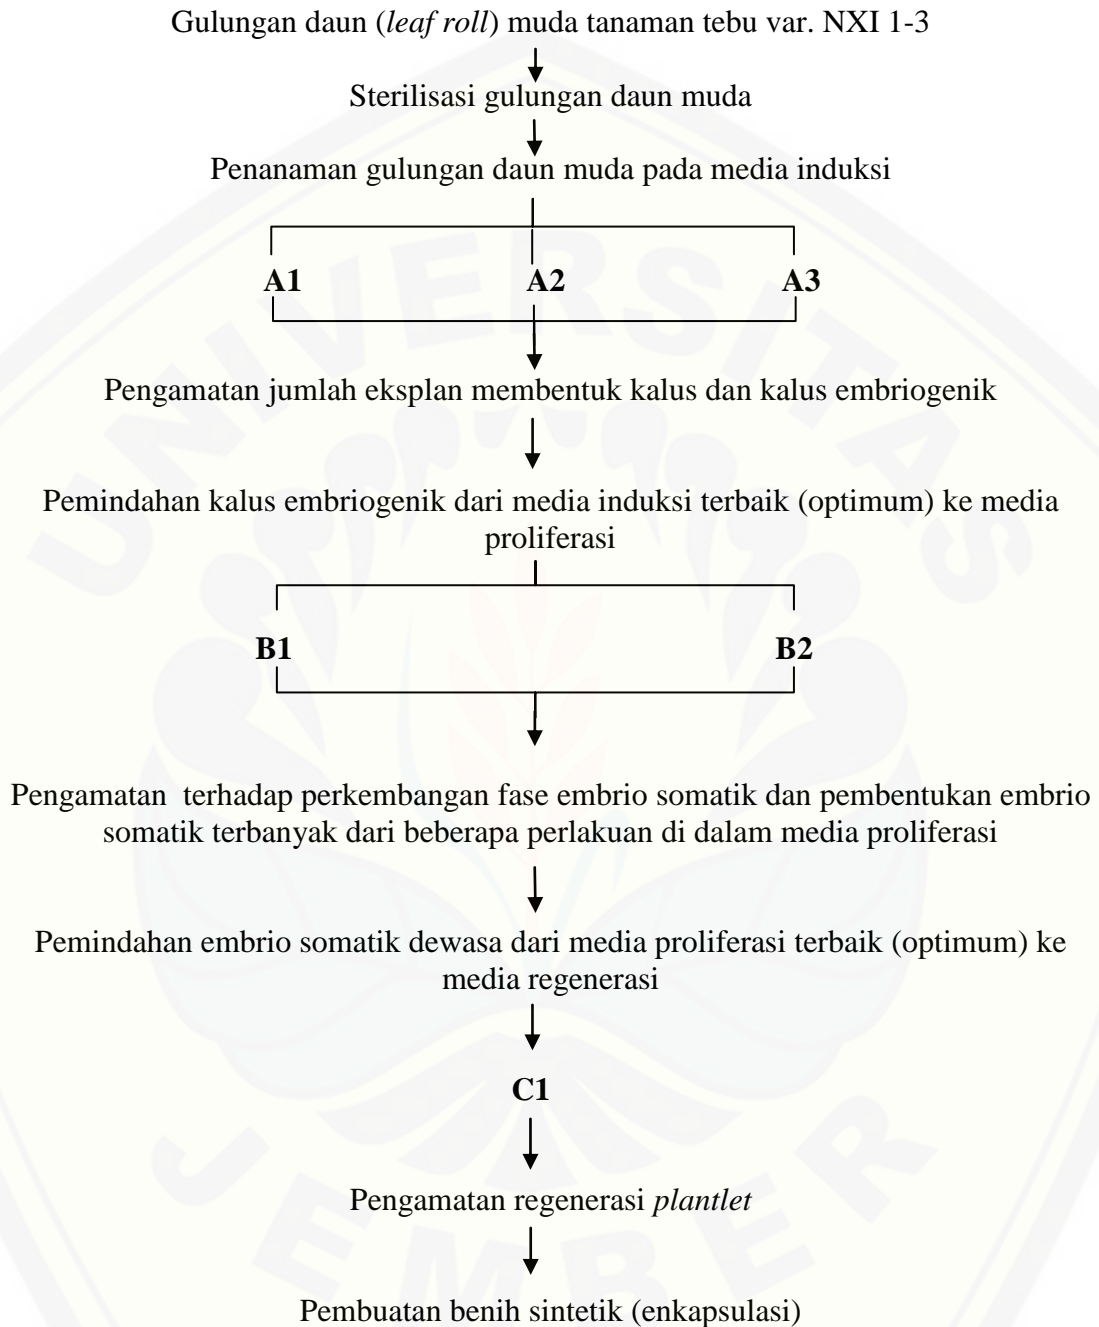 Gulungan daun (leaf roll) muda tanaman tebu var. NXI 1-3
Sterilisasi gulungan daun muda
Penanaman gulungan daun muda pada media induksi
A1 A2 A3
Pengamatan jumlah eksplan membentuk kalus dan kalus embriogenik
Pemindahan kalus embriogenik dari media induksi terbaik (optimum) ke media
proliferasi
B1 B2
Pengamatan terhadap perkembangan fase embrio somatik dan pembentukan embrio
somatik terbanyak dari beberapa perlakuan di dalam media proliferasi
Pemindahan embrio somatik dewasa dari media proliferasi terbaik (optimum) ke
media regenerasi
C1
Pengamatan regenerasi plantlet
Pembuatan benih sintetik (enkapsulasi)
UNIVERSITAS
JEMBER